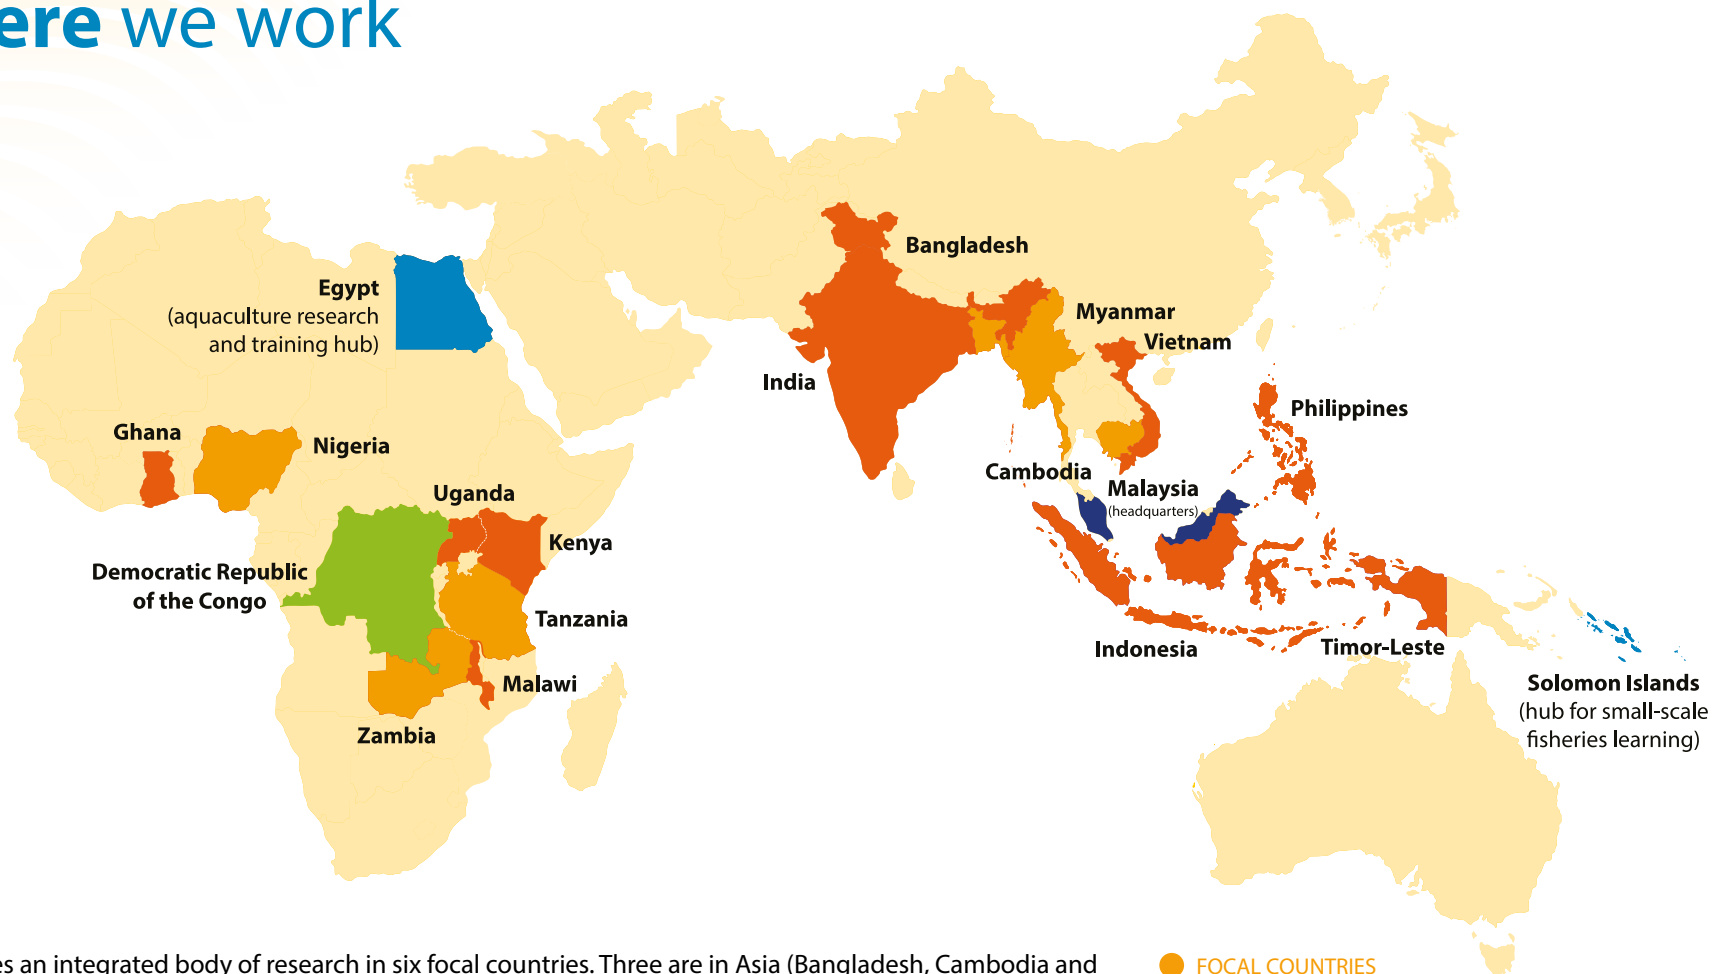 ere we work
Bangladesh
Egypt
(aquaculture research
and training hub)
Myanmar
Vietnam
India
Philippines
Ghana
Nigeria
Cambodia
Malaysia
(headquarters)
Uganda
Kenya
Democratic Republic
of the Congo
Tanzania
Indonesia
Timor-Leste
Malawi
Solomon Islands
(hub for small-scale
fisheries learning)
Zambia
es an integrated body of research in six focal countries. Three are in Asia (Bangladesh, Cambodia and
FOCAL COUNTRIES